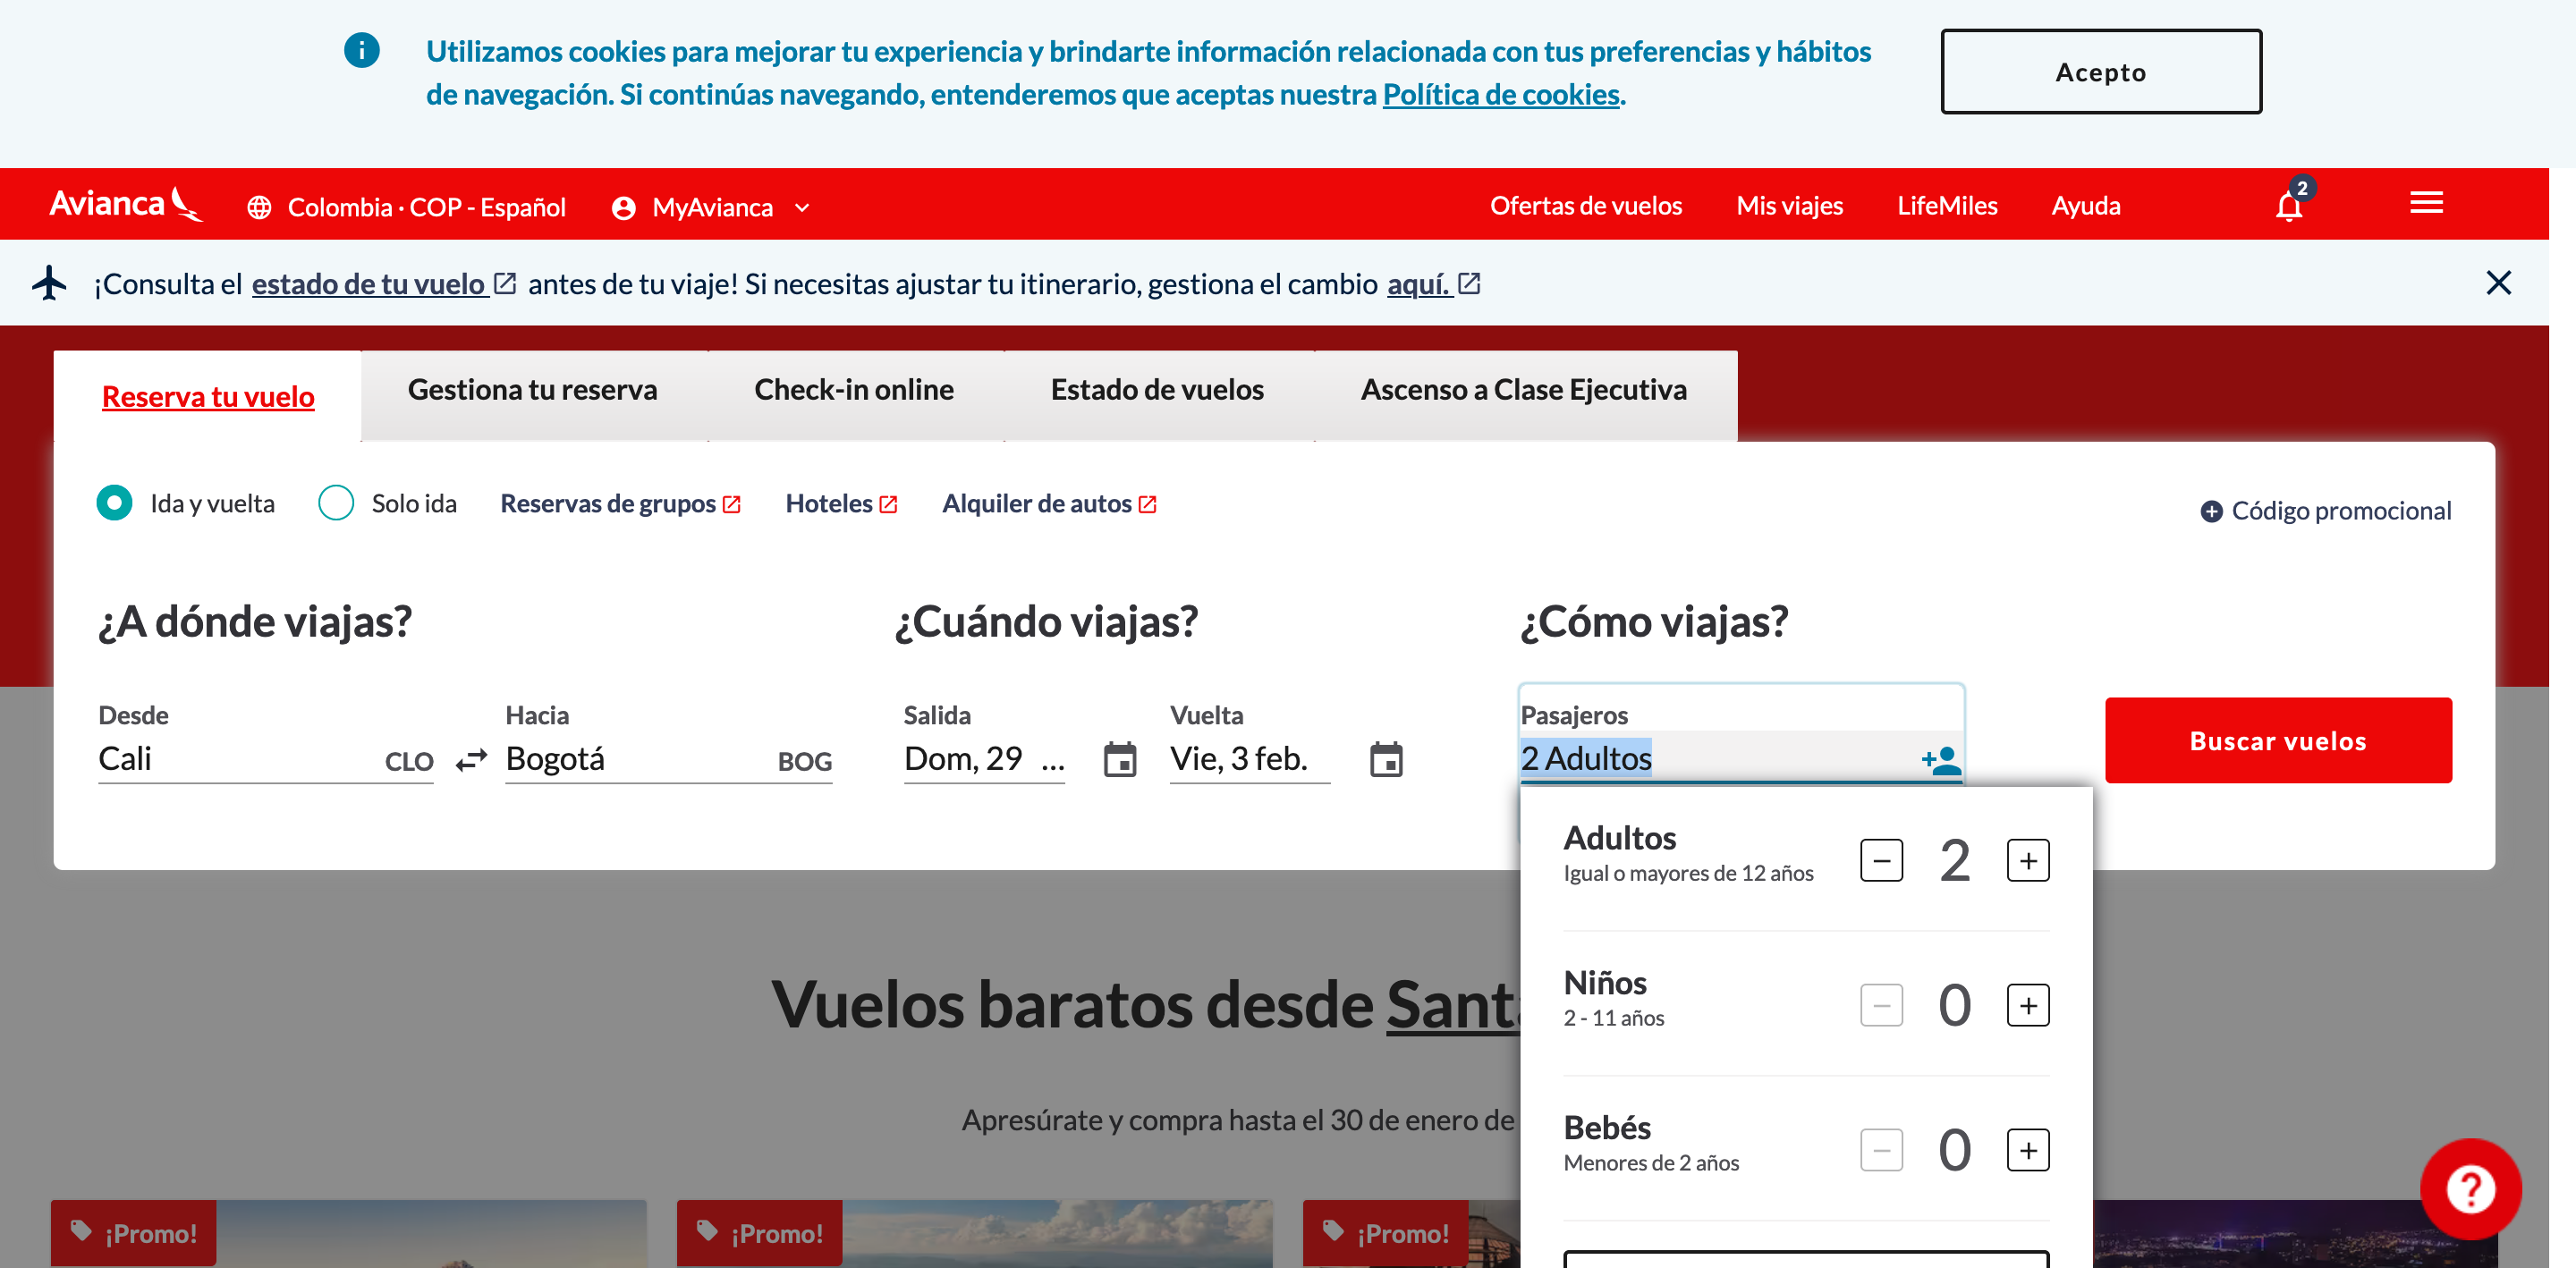 Utilizamos cookies para mejorar tu experiencia y brindarte información relacionada con tus preferencias y hábitos
de navegación. Si continúas navegando, entenderemos que aceptas nuestra Política de cookies.
Acepto
Avianca
Colombia · COP - Español
MyAvianca
Ofertas de vuelos
Mis viajes
LifeMiles
Ayuda
2
¡Consulta el estado de tu vuelo antes de tu viaje! Si necesitas ajustar tu itinerario, gestiona el cambio aquí.
Reserva tu vuelo
Gestiona tu reserva
Check-in online
Estado de vuelos
Ascenso a Clase Ejecutiva
Ida y vuelta
Solo ida
Reservas de grupos
Hoteles
Alquiler de autos
Código promocional
¿A dónde viajas?
¿Cuándo viajas?
¿Cómo viajas?
Desde
Cali
CLO
Hacia
Bogotá
BOG
Salida
Dom, 29 ...
Vuelta
Vie, 3 feb.
Pasajeros
2 Adultos
Buscar vuelos
Adultos
Igual o mayores de 12 años
2
Niños
2 - 11 años
0
Bebés
Menores de 2 años
0
Vuelos baratos desde
Apresúrate y compra hasta el 30 de enero de
¡Promo!
¡Promo!
¡Promo!